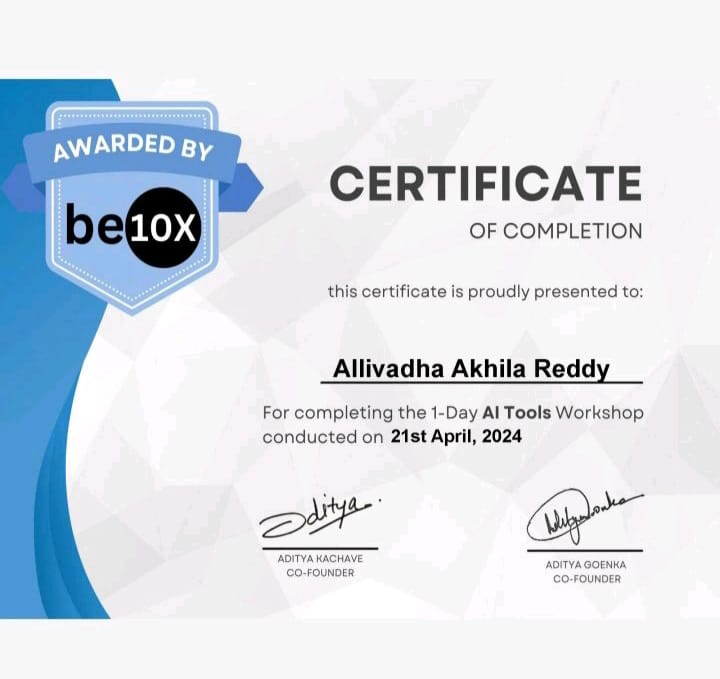 AWARDED BY
be10X
CERTIFICATE
OF COMPLETION
this certificate is proudly presented to:
Allivadha Akhila Reddy
For completing the 1-Day AI Tools Workshop
conducted on 21st April, 2024
Aditya
ADITYA KACHAVE
CO-FOUNDER
ADITYA GOENKA
CO-FOUNDER